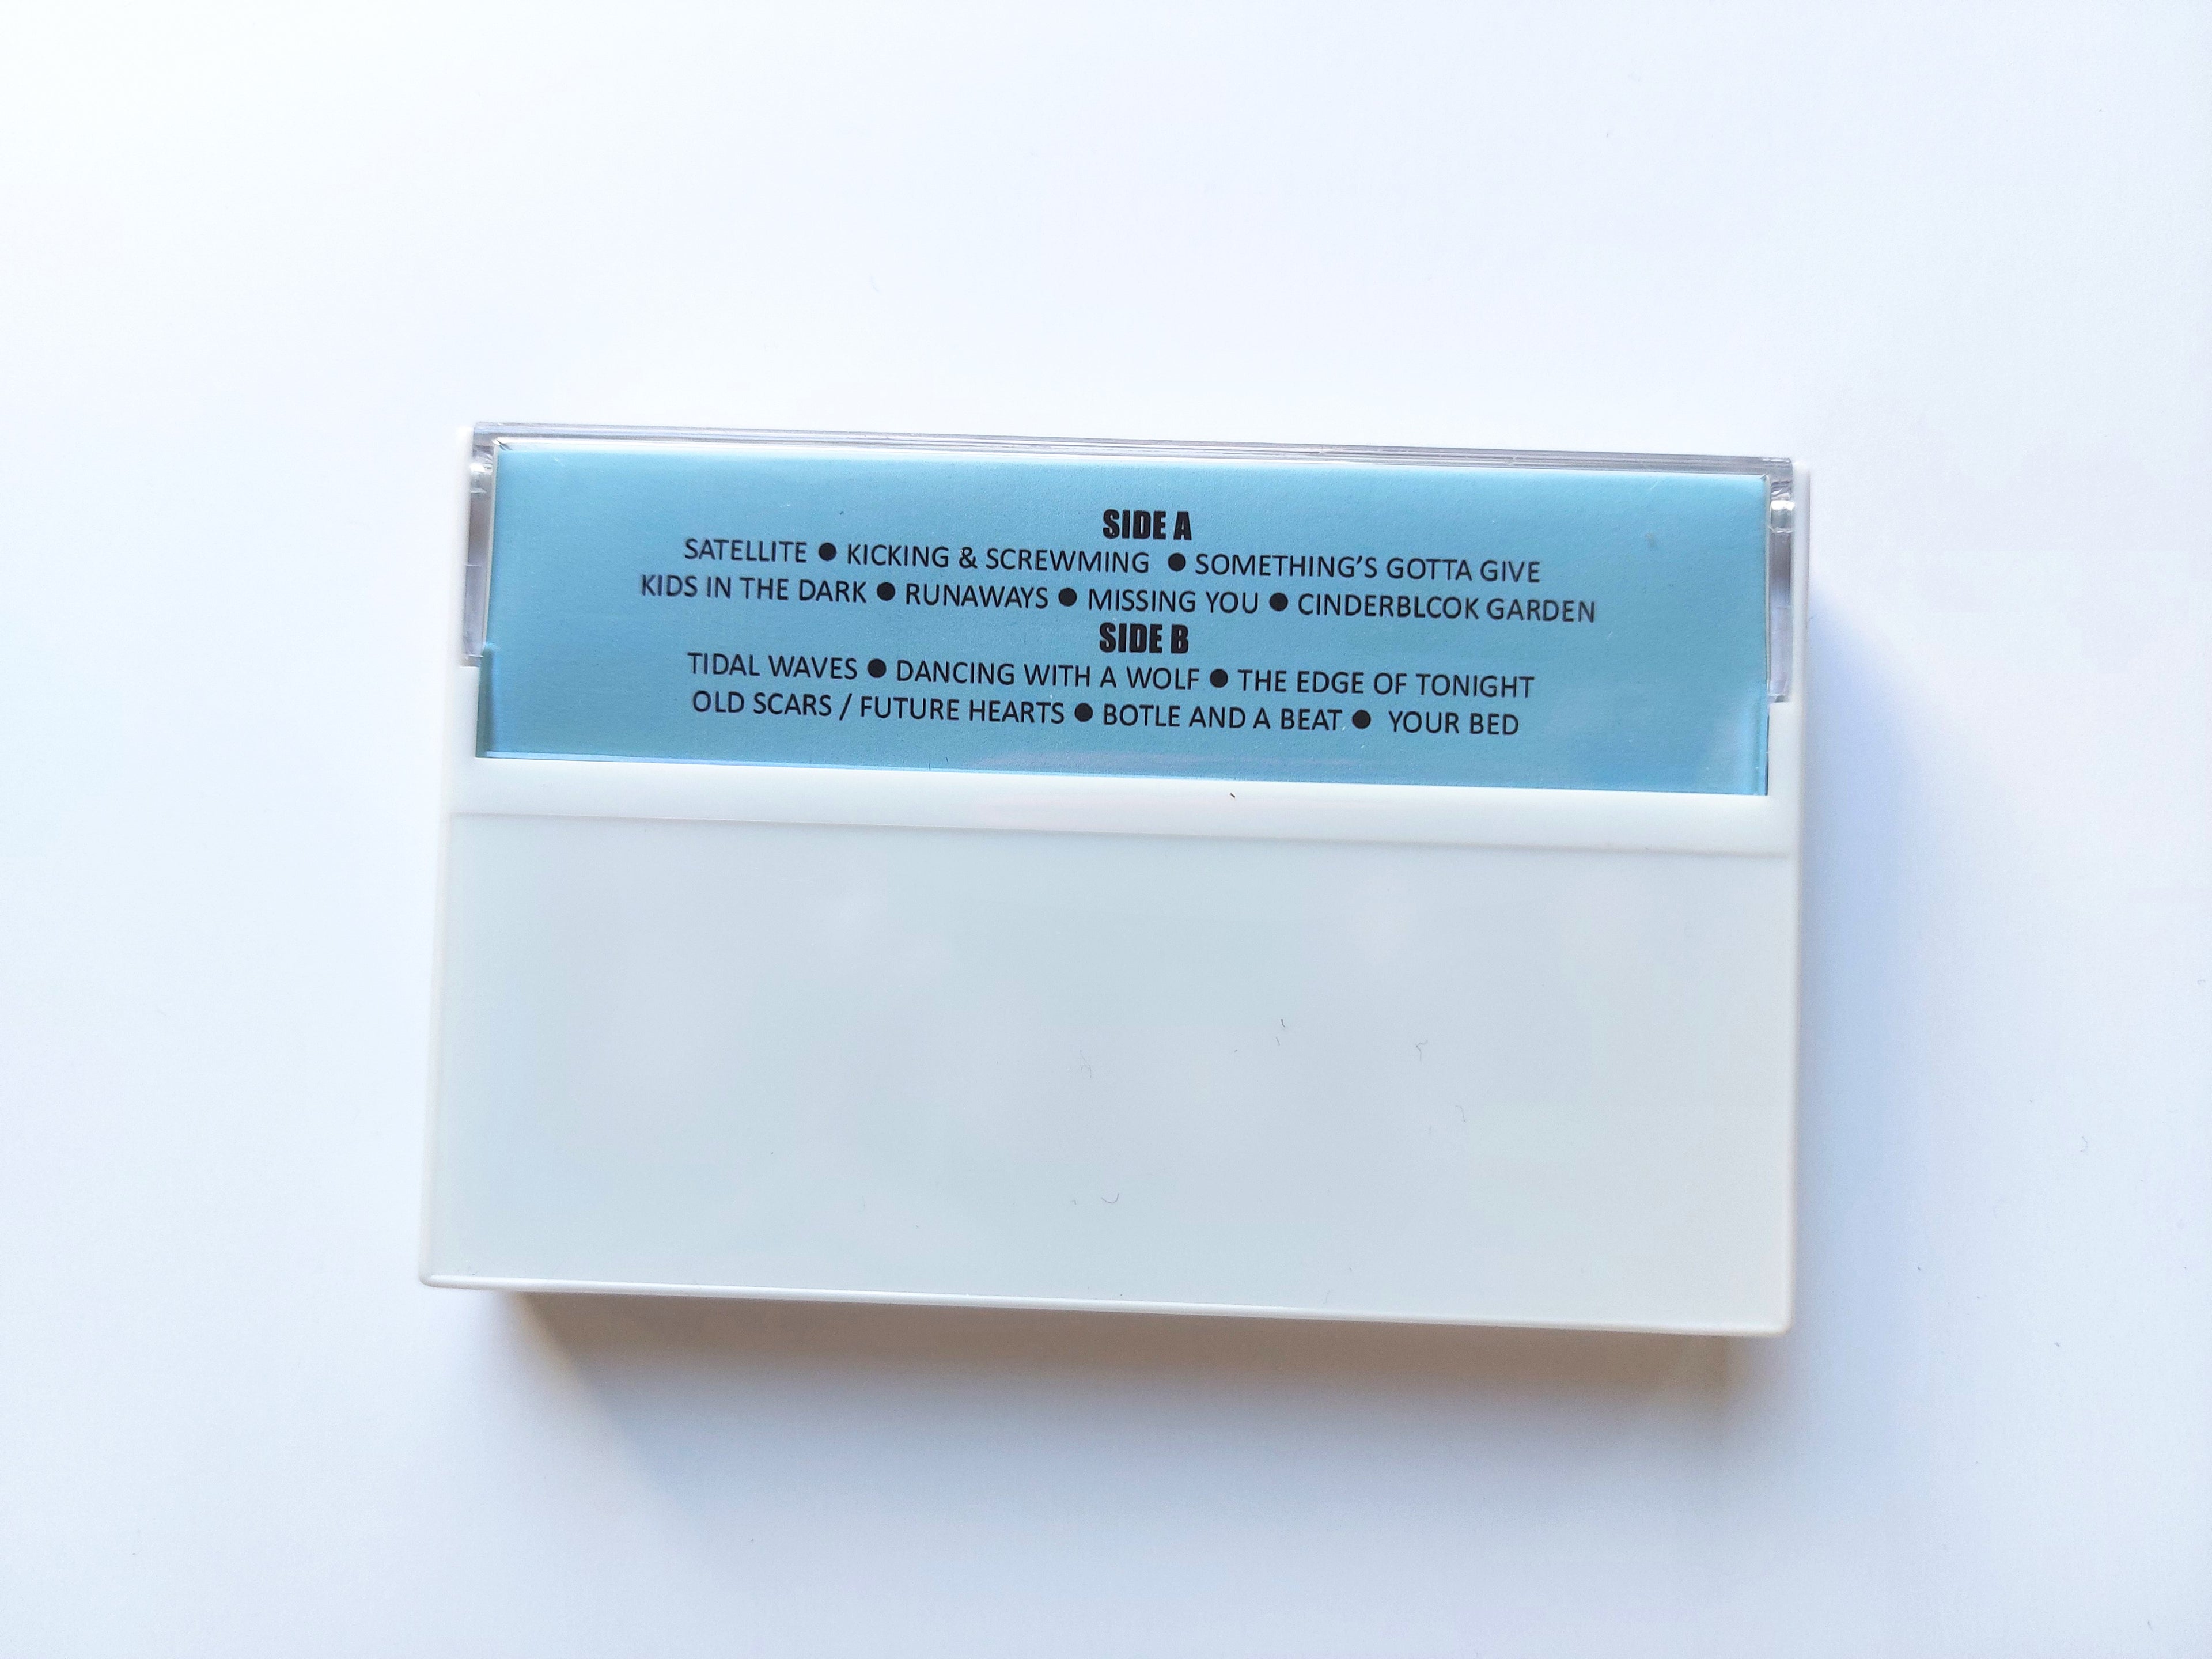 SIDE A
SATELLITE ● KICKING & SCREWMING ● SOMETHING'S GOTTA GIVE
KIDS IN THE DARK ● RUNAWAYS ● MISSING YOU ● CINDERBLCOK GARDEN
SIDE B
TIDAL WAVES ● DANCING WITH A WOLF ● THE EDGE OF TONIGHT
OLD SCARS / FUTURE HEARTS ● BOTLE AND A BEAT ● YOUR BED